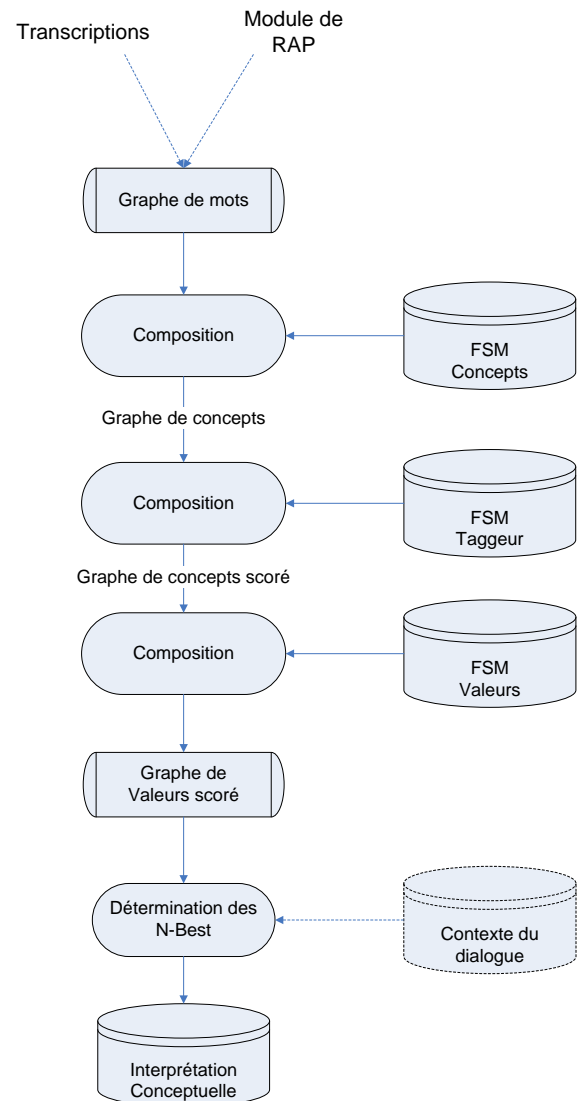 Transcriptions
Module de
RAP
Graphe de mots
Composition
FSM
Concepts
Graphe de concepts
Composition
FSM
Taggeur
Graphe de concepts scoré
Composition
FSM
Valeurs
Graphe de
Valeurs scoré
Détermination des
N-Best
Contexte du
dialogue
Interprétation
Conceptuelle